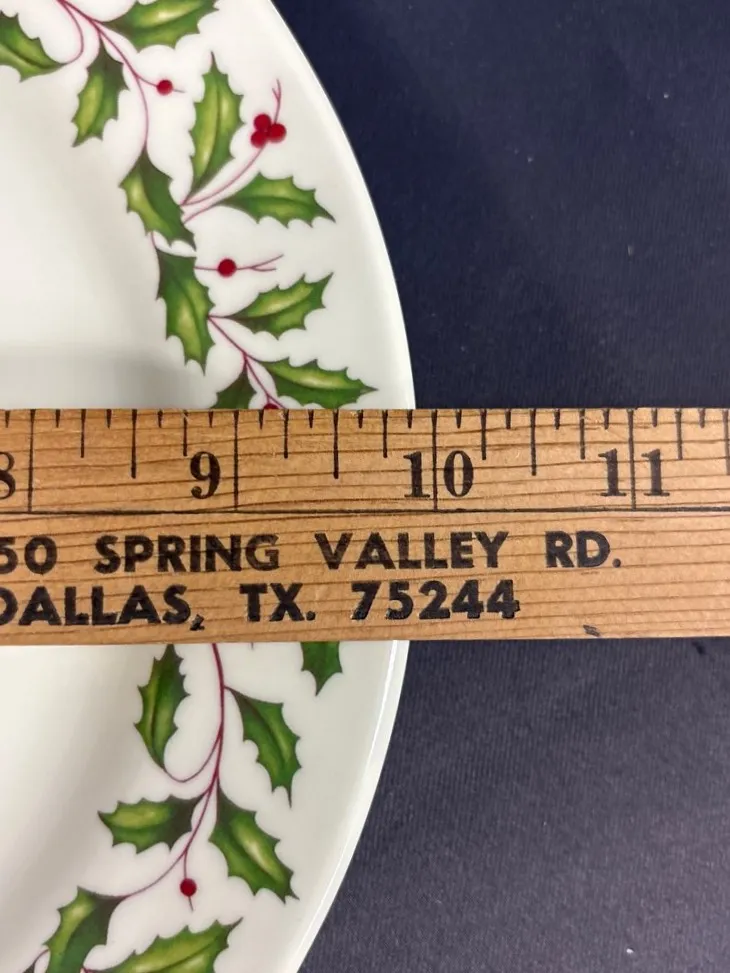 8 9 10 11
50 SPRING VALLEY RD.
DALLAS, TX. 75244